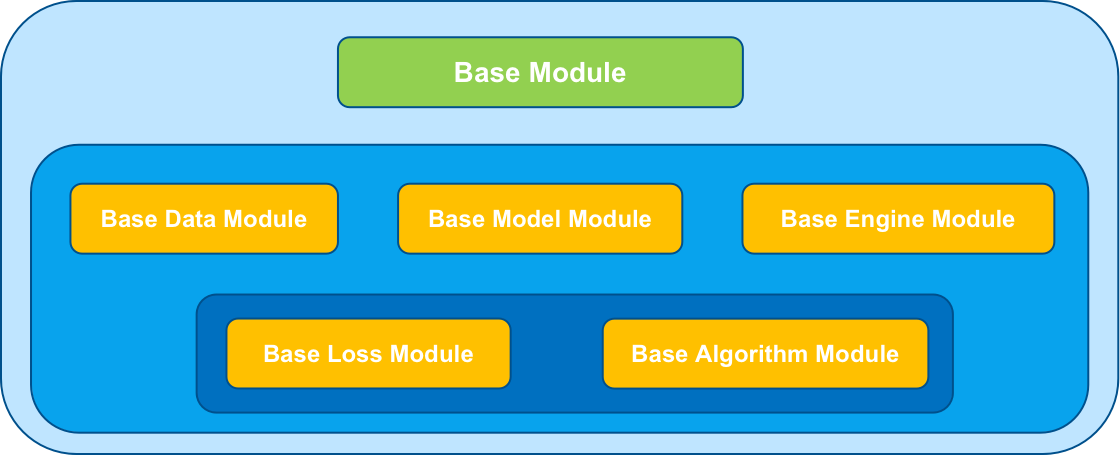 Base Module
Base Data Module
Base Model Module
Base Engine Module
Base Loss Module
Base Algorithm Module